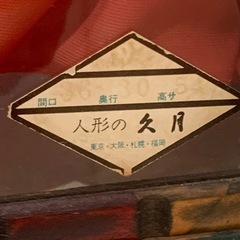 間口 奥行 高サ
人形の久月
東京・大阪・札幌・福岡